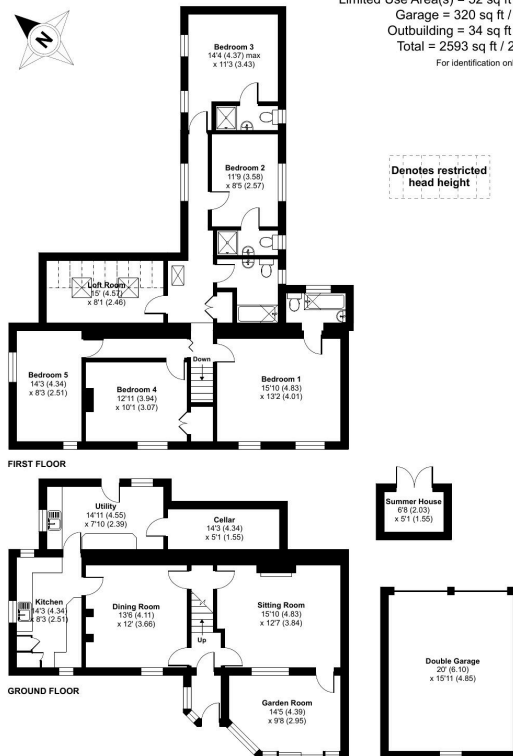 Limited Use Area(s) = 32 sq ft
Garage = 320 sq ft /
Outbuilding = 34 sq ft
Total = 2593 sq ft / 2
For identification onl
N
Bedroom 3
14'4 (4.37) max
x 11'3 (3.43)
Bedroom 2
11'9 (3.58)
x 8'5 (2.57)
Denotes restricted
head height
Loft Room
15' (4.57)
x 8'1 (2.46)
Down
Bedroom 5
14'3 (4.34)
x 8'3 (2.51)
Bedroom 4
12'11 (3.94)
x 10'1 (3.07)
Bedroom 1
15'10 (4.83)
x 13'2 (4.01)
FIRST FLOOR
Utility
14'11 (4.55)
x 7'10 (2.39)
Cellar
14'3 (4.34)
x 5'1 (1.55)
Summer House
6'8 (2.03)
x 5'1 (1.55)
Kitchen
14'3 (4.34)
x 8'3 (2.51)
Dining Room
13'6 (4.11)
x 12' (3.66)
Sitting Room
15'10 (4.83)
x 12'7 (3.84)
Up
Double Garage
20' (6.10)
x 15'11 (4.85)
GROUND FLOOR
Garden Room
14'5 (4.39)
x 9'8 (2.95)